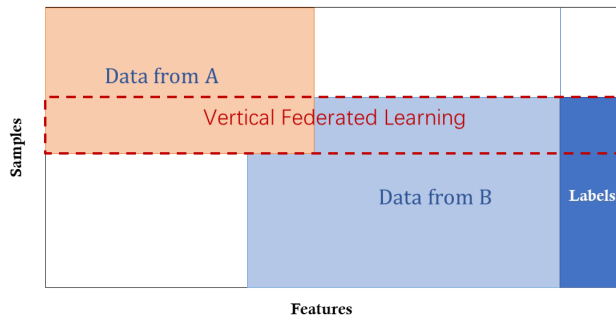 Data from A
Vertical Federated Learning
Samples
Data from B
Labels
Features